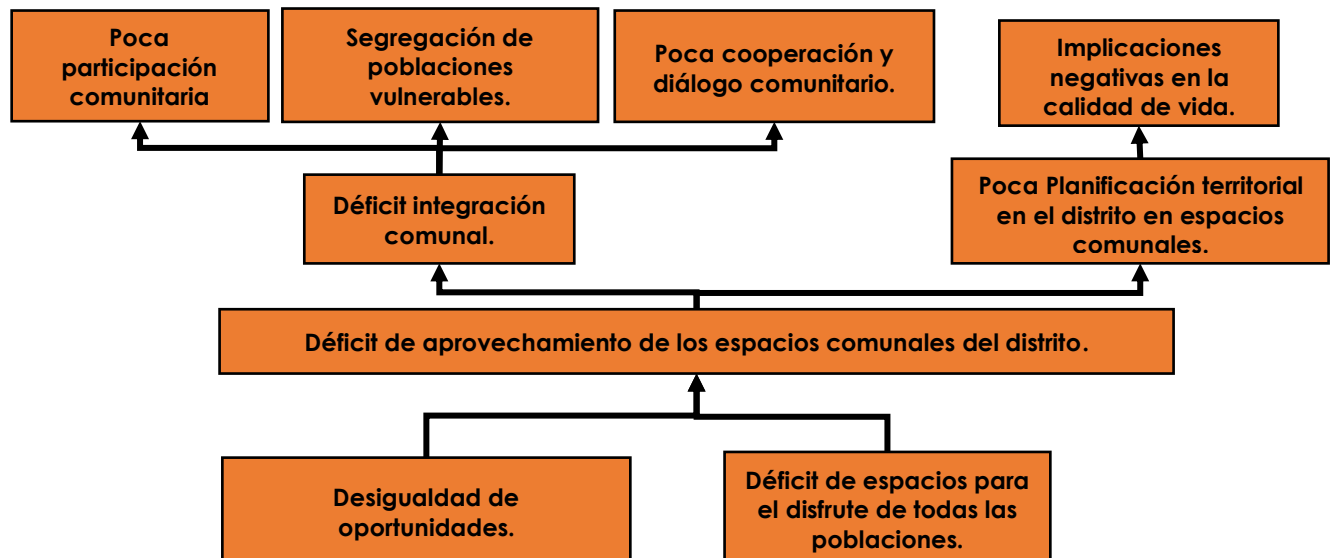 Poca
participación
comunitaria
Segregación de
poblaciones
vulnerables.
Poca cooperación y
diálogo comunitario.
Implicaciones
negativas en la
calidad de vida.
Déficit integración
comunal.
Poca Planificación territorial
en el distrito en espacios
comunales.
Déficit de aprovechamiento de los espacios comunales del distrito.
Desigualdad de
oportunidades.
Déficit de espacios para
el disfrute de todas las
poblaciones.